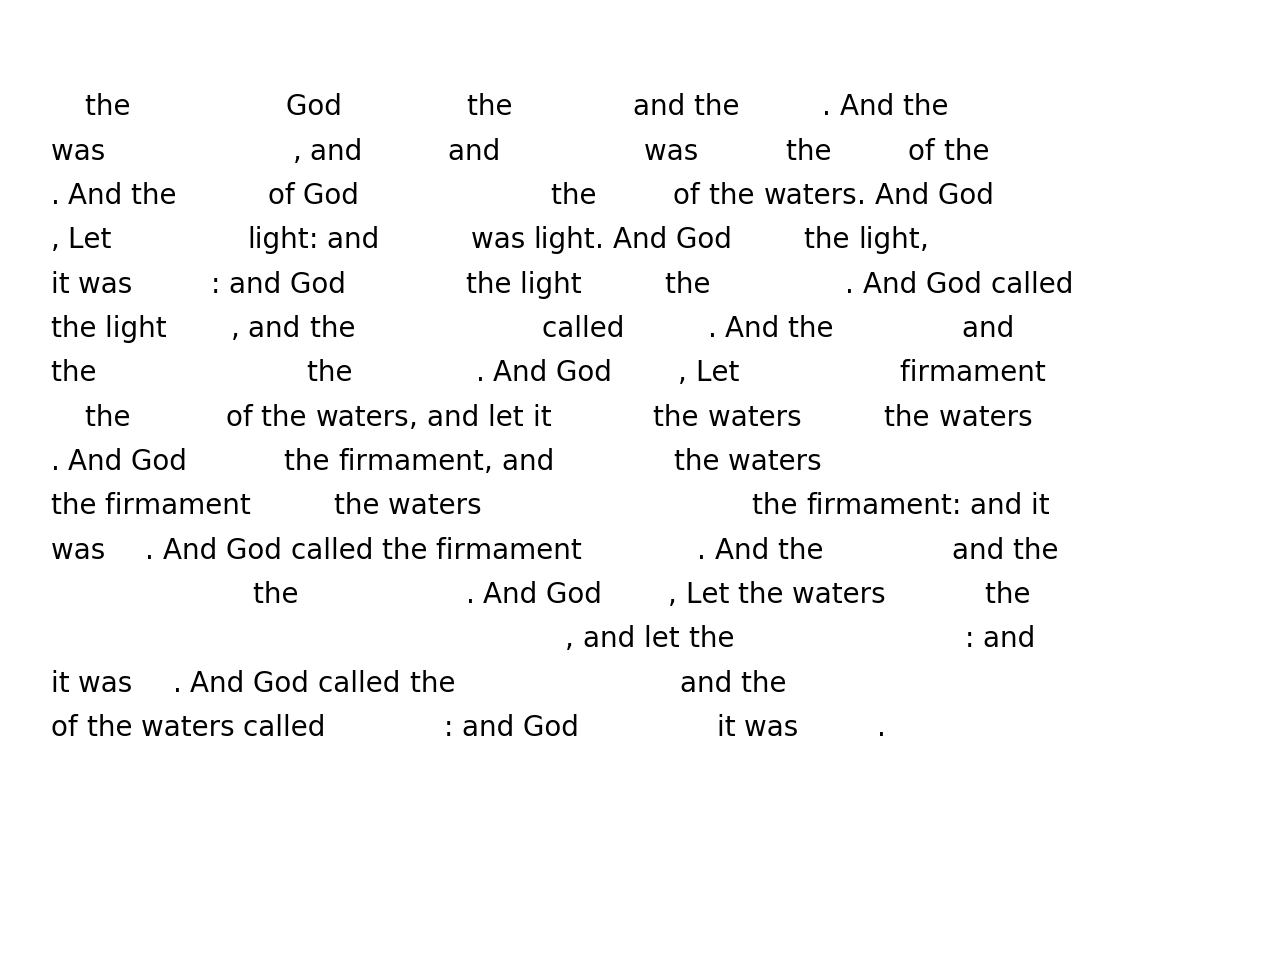 the God the and the . And the
was , and and was the of the
. And the of God the of the waters. And God
, Let light: and was light. And God the light,
it was : and God the light the . And God called
the light , and the called . And the and
the the . And God , Let firmament
the of the waters, and let it the waters the waters
. And God the firmament, and the waters
the firmament the waters the firmament: and it
was . And God called the firmament . And the and the
the . And God , Let the waters the
, and let the : and
it was . And God called the and the
of the waters called : and God it was .